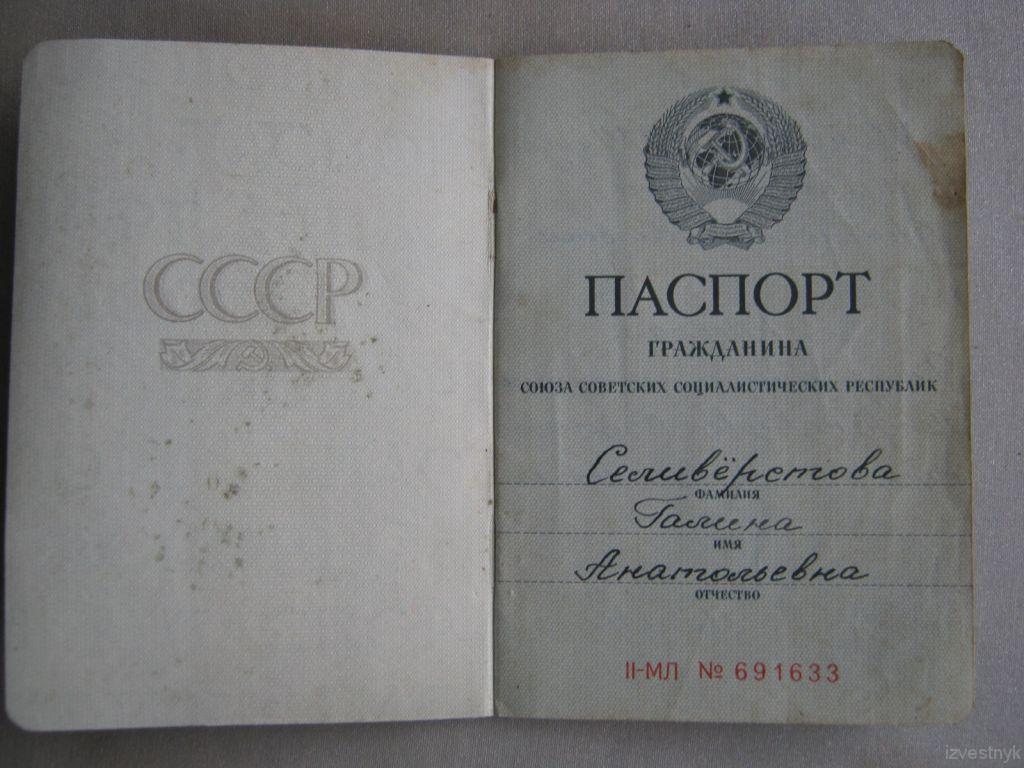 СССР
ПАСПОРТ
ГРАЖДАНИНА
СОЮЗА СОВЕТСКИХ СОЦИАЛИСТИЧЕСКИХ РЕСПУБЛИК
Селивёрстова
ФАМИЛИЯ
Галина
ИМЯ
Анатольевна
ОТЧЕСТВО
II-МЛ № 691633
izvestnyk